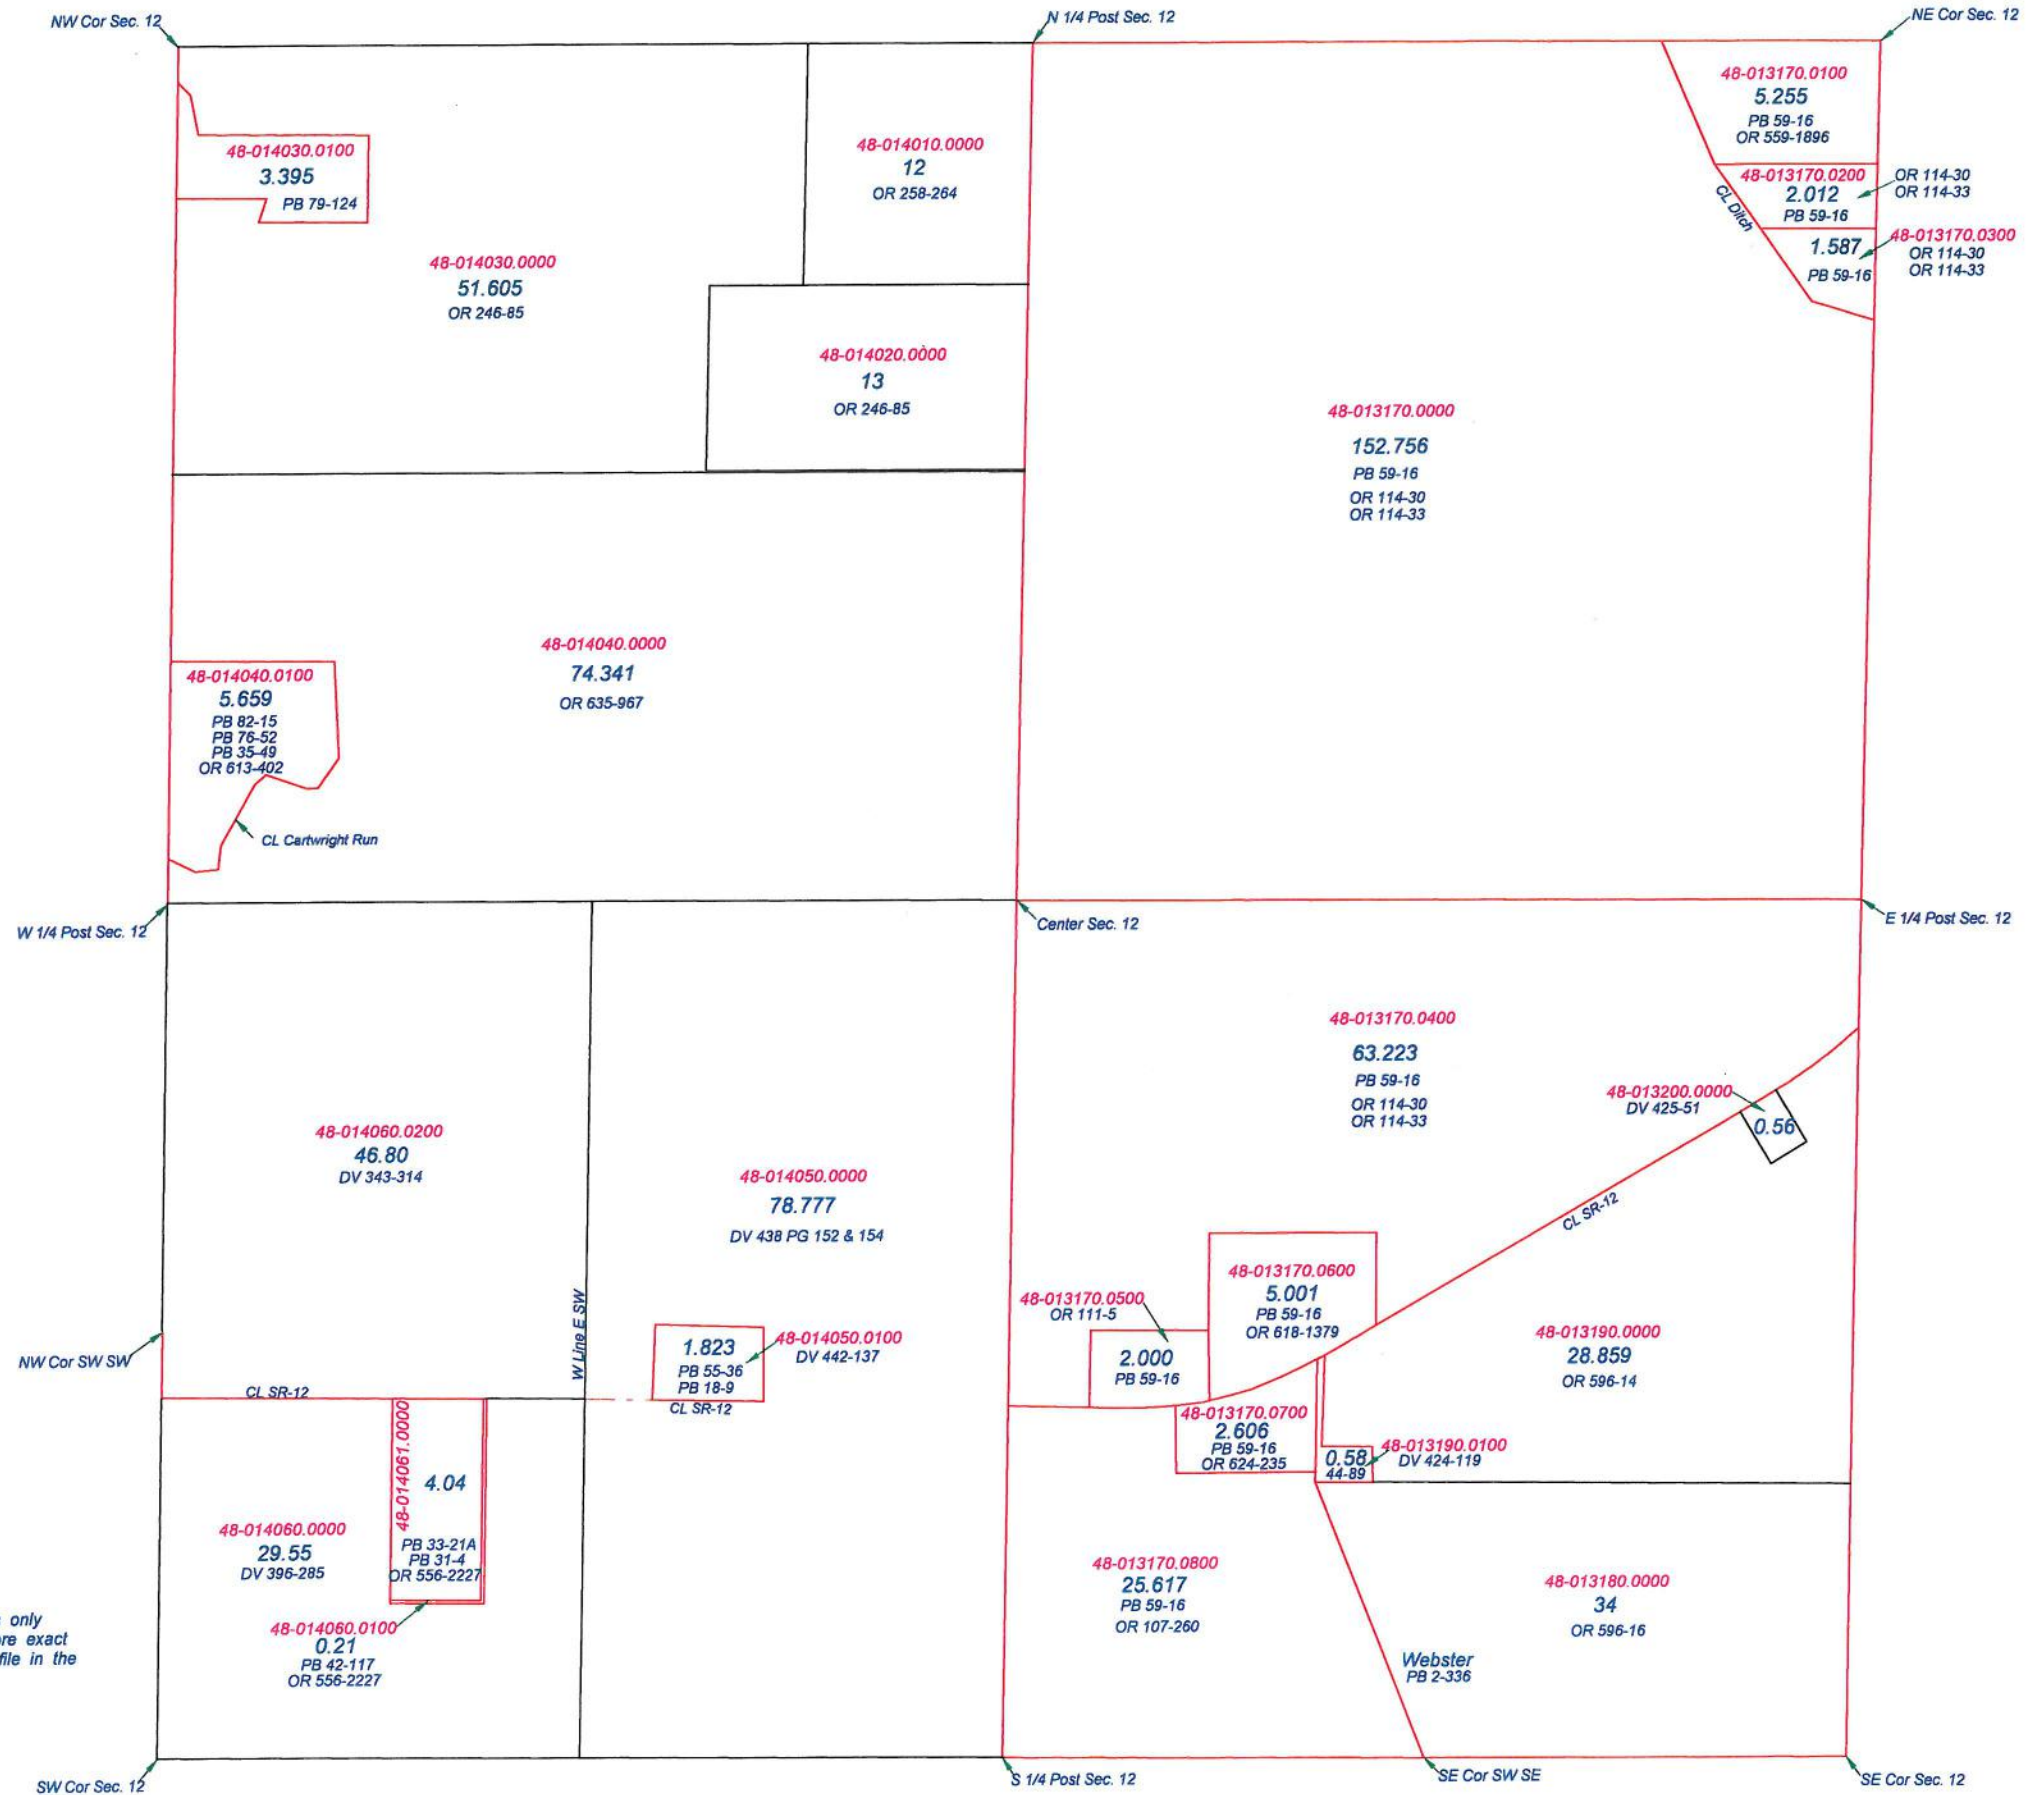 NW Cor Sec. 12
N 1/4 Post Sec. 12
NE Cor Sec. 12
48-014030.0100
3.395
PB 79-124
48-014030.0000
51.605
OR 246-85
48-014010.0000
12
OR 258-264
48-014020.0000
13
OR 246-85
48-013170.0100
5.255
PB 59-16
OR 559-1896
48-013170.0200
2.012
PB 59-16
OR 114-30
OR 114-33
CL Ditch
48-013170.0300
1.587
PB 59-16
OR 114-30
OR 114-33
48-013170.0000
152.756
PB 59-16
OR 114-30
OR 114-33
48-014040.0000
74.341
OR 635-967
48-014040.0100
5.659
PB 82-15
PB 76-52
PB 35-49
OR 613-402
CL Cartwright Run
W 1/4 Post Sec. 12
Center Sec. 12
E 1/4 Post Sec. 12
48-014060.0200
46.80
DV 343-314
48-014050.0000
78.777
DV 438 PG 152 & 154
48-013170.0400
63.223
PB 59-16
OR 114-30
OR 114-33
48-013200.0000
DV 425-51
0.56
CL SR-12
W Line E SW
48-013170.0600
5.001
PB 59-16
OR 618-1379
48-013170.0500
OR 111-5
2.000
PB 59-16
48-014050.0100
DV 442-137
1.823
PB 55-36
PB 18-9
CL SR-12
48-013190.0000
28.859
OR 596-14
NW Cor SW SW
CL SR-12
48-013170.0700
2.606
PB 59-16
OR 624-235
48-013190.0100
DV 424-119
0.58
44-89
48-014061.0000
4.04
PB 33-21A
PB 31-4
OR 556-2227
48-014060.0000
29.55
DV 396-285
48-014060.0100
0.21
PB 42-117
OR 556-2227
48-013170.0800
25.617
PB 59-16
OR 107-260
48-013180.0000
34
OR 596-16
Webster
PB 2-336
only
re exact
file in the
SW Cor Sec. 12
S 1/4 Post Sec. 12
SE Cor SW SE
SE Cor Sec. 12